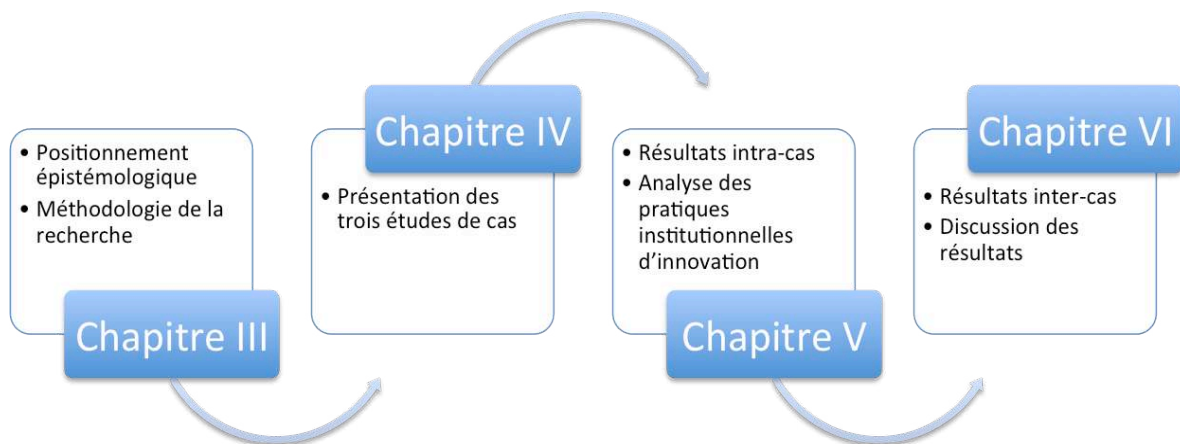 • Positionnement
épistémologique
• Méthodologie de la
recherche
Chapitre III
Chapitre IV
• Présentation des
trois études de cas
• Résultats intra-cas
• Analyse des
pratiques
institutionnelles
d'innovation
Chapitre V
Chapitre VI
• Résultats inter-cas
• Discussion des
résultats